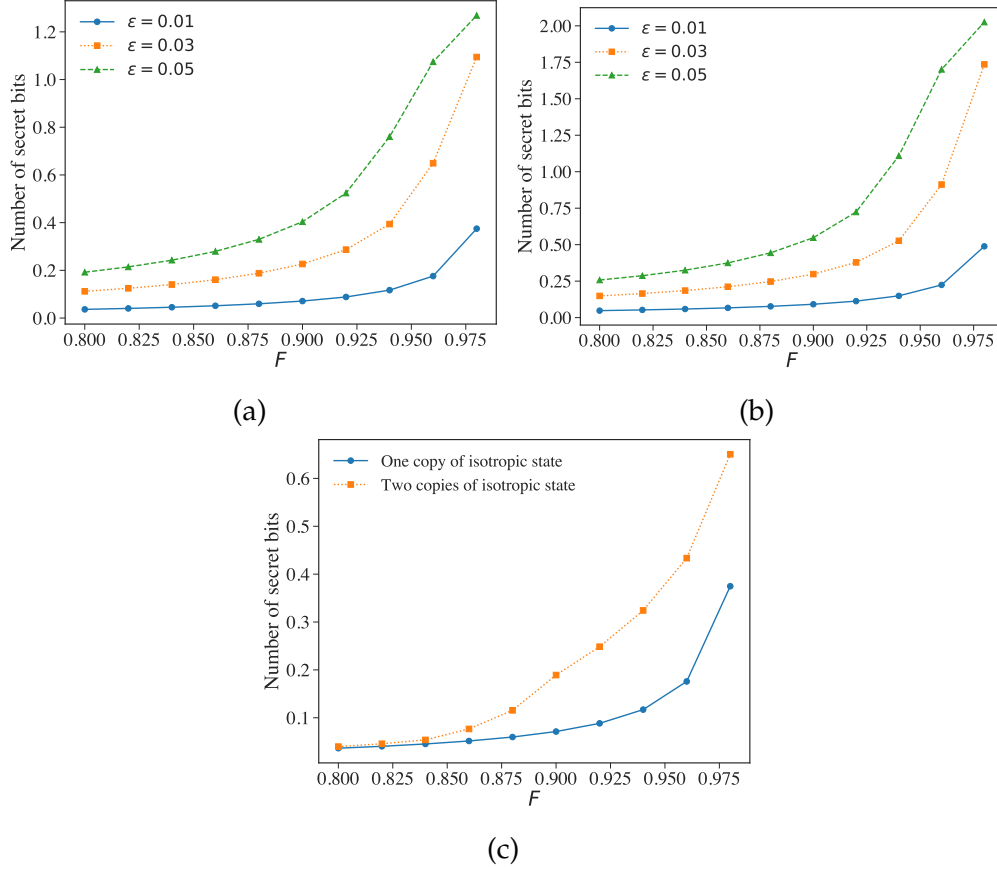 Number of secret bits
1.2
1.0
0.8
0.6
0.4
0.2
0.0
ε = 0.01
ε = 0.03
ε = 0.05
0.800 0.825 0.850 0.875 0.900 0.925 0.950 0.975
F
(a)
Number of secret bits
2.00
1.75
1.50
1.25
1.00
0.75
0.50
0.25
0.00
ε = 0.01
ε = 0.03
ε = 0.05
0.800 0.825 0.850 0.875 0.900 0.925 0.950 0.975
F
(b)
Number of secret bits
0.6
0.5
0.4
0.3
0.2
0.1
One copy of isotropic state
Two copies of isotropic state
0.800 0.825 0.850 0.875 0.900 0.925 0.950 0.975
F
(c)